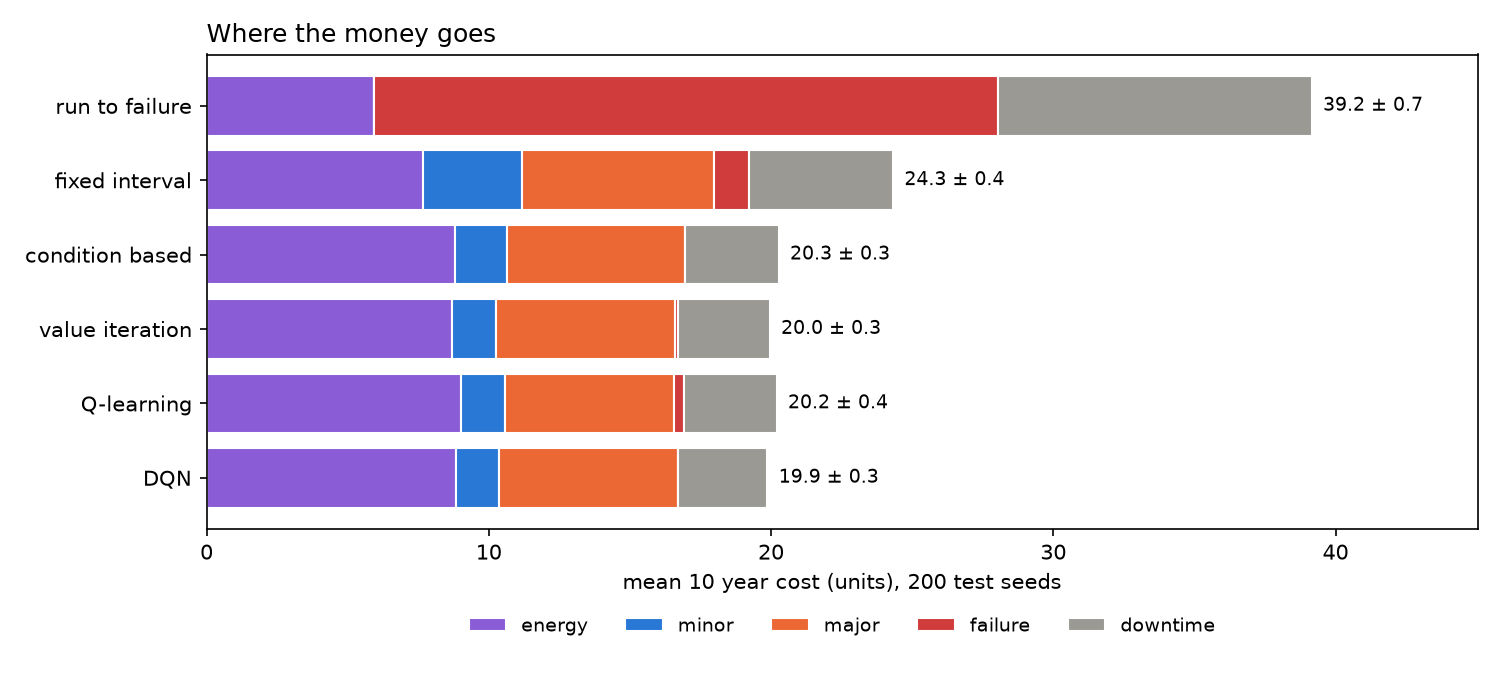 Where the money goes
run to failure
39.2 ± 0.7
fixed interval
24.3 ± 0.4
condition based
20.3 ± 0.3
value iteration
20.0 ± 0.3
Q-learning
20.2 ± 0.4
DQN
19.9 ± 0.3
0 10 20 30 40
mean 10 year cost (units), 200 test seeds
energy minor major failure downtime